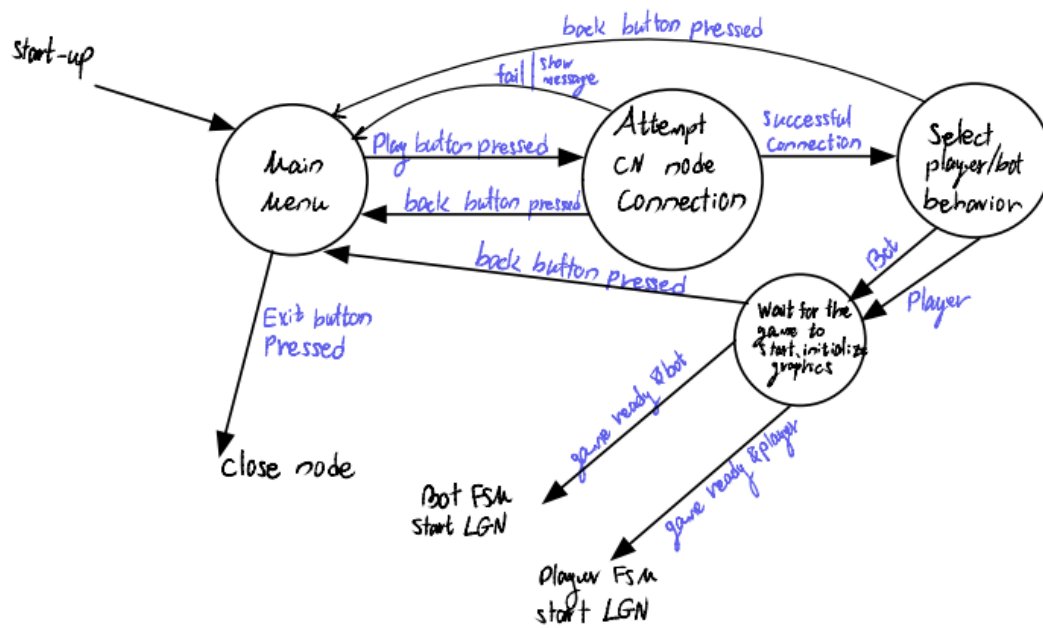 start-up
back button pressed
fail | show
message
Main
Menu
Play button pressed
back button pressed
Attempt
CN node
Connection
Successful
Connection
Select
player/bot
behavior
Bot
Player
back button
Pressed
Wait for the
game to
start, initialize
graphics
Exit button
Pressed
Close node
game ready & bot
game ready & player
Bot FSM
start LGN
Player FSM
start LGN